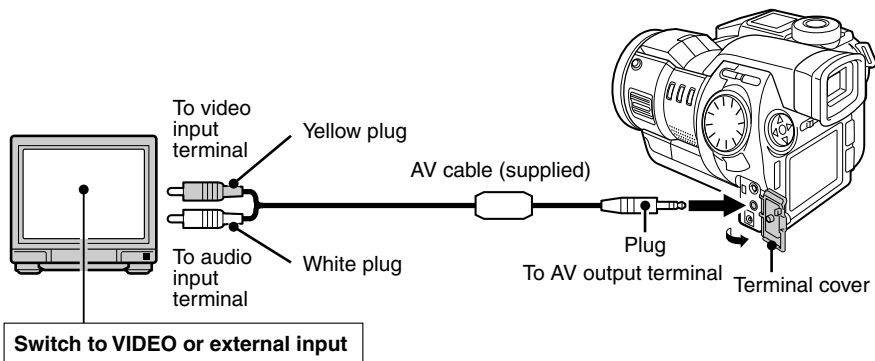 To video
input
terminal
Yellow plug
AV cable (supplied)
To audio
input
terminal
White plug
Plug
To AV output terminal
Terminal cover
Switch to VIDEO or external input